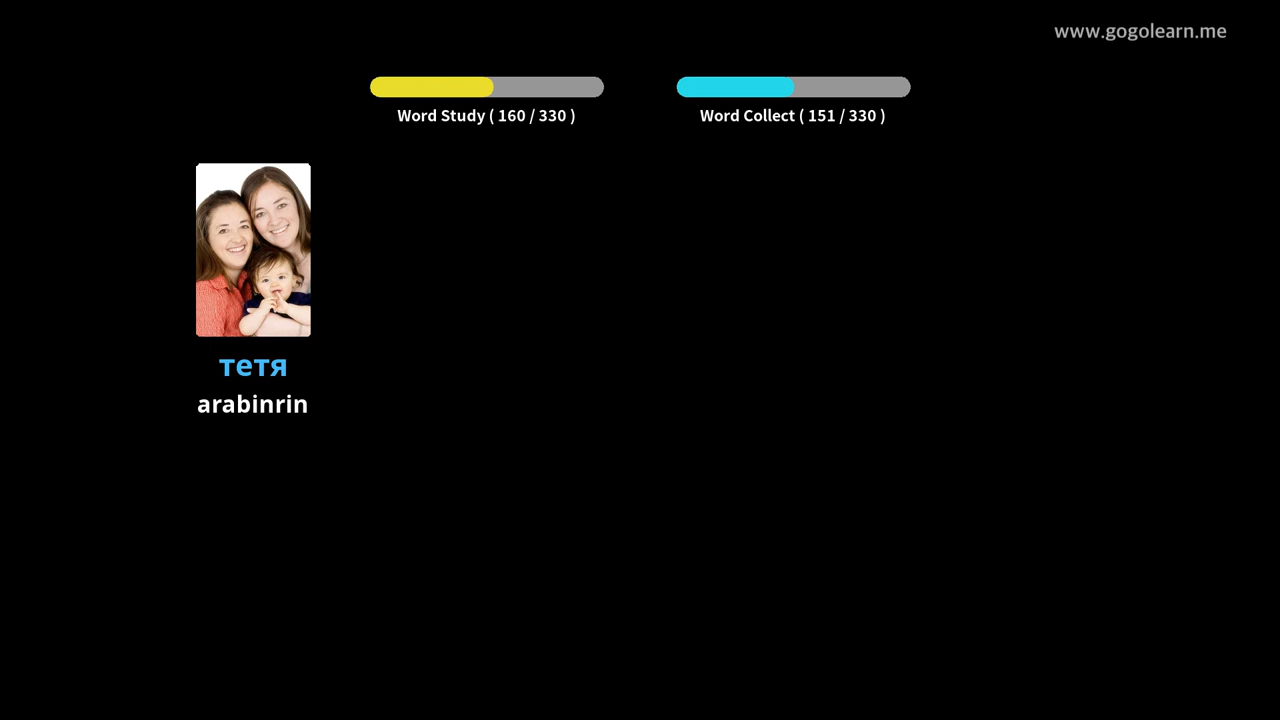 www.gogolearn.me
Word Study ( 160 / 330 )
Word Collect ( 151 / 330 )
тетя
arabinrin